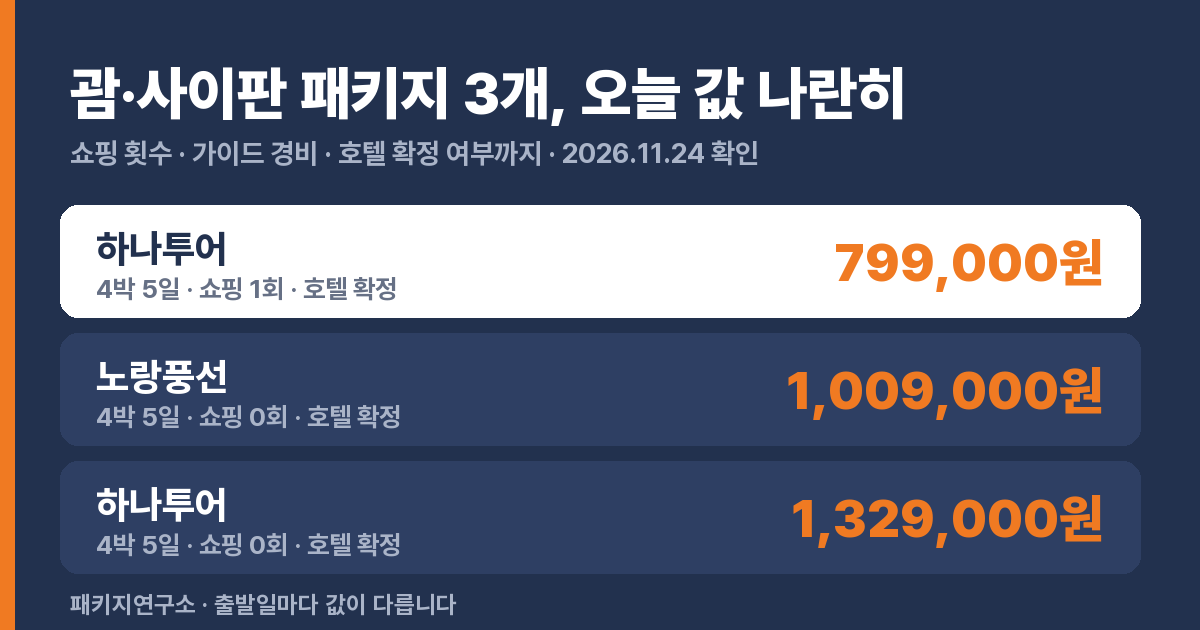 괌·사이판 패키지 3개, 오늘 값 나란히
쇼핑 횟수 · 가이드 경비 · 호텔 확정 여부까지 · 2026.11.24 확인
하나투어
799,000원
4박 5일 · 쇼핑 1회 · 호텔 확정
노랑풍선
1,009,000원
4박 5일 · 쇼핑 0회 · 호텔 확정
하나투어
1,329,000원
4박 5일 · 쇼핑 0회 · 호텔 확정
패키지연구소 · 출발일마다 값이 다릅니다